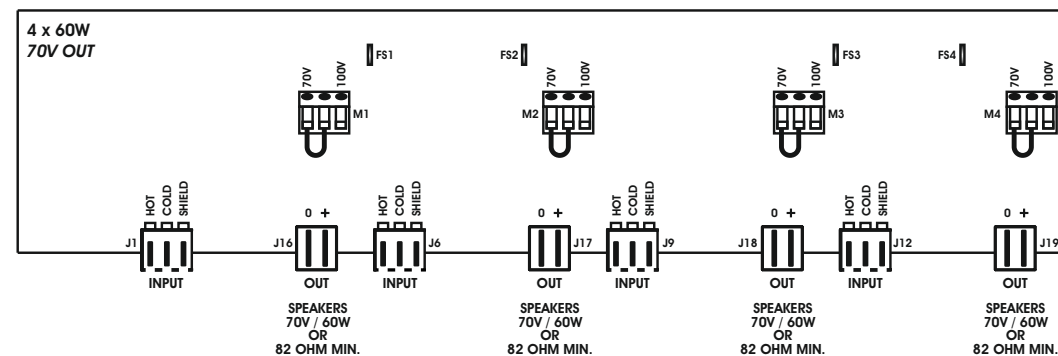 4 x 60W
70V OUT
FS1
FS2
FS3
FS4
70V
100V
70V
100V
70V
100V
70V
100V
M1
M2
M3
M4
HOT
COLD
SHIELD
0 +
HOT
COLD
SHIELD
0 +
HOT
COLD
SHIELD
0 +
HOT
COLD
SHIELD
0 +
J1
J16
J6
J17
J9
J18
J12
J19
INPUT
OUT
INPUT
OUT
INPUT
OUT
INPUT
OUT
SPEAKERS
70V / 60W
OR
82 OHM MIN.
SPEAKERS
70V / 60W
OR
82 OHM MIN.
SPEAKERS
70V / 60W
OR
82 OHM MIN.
SPEAKERS
70V / 60W
OR
82 OHM MIN.